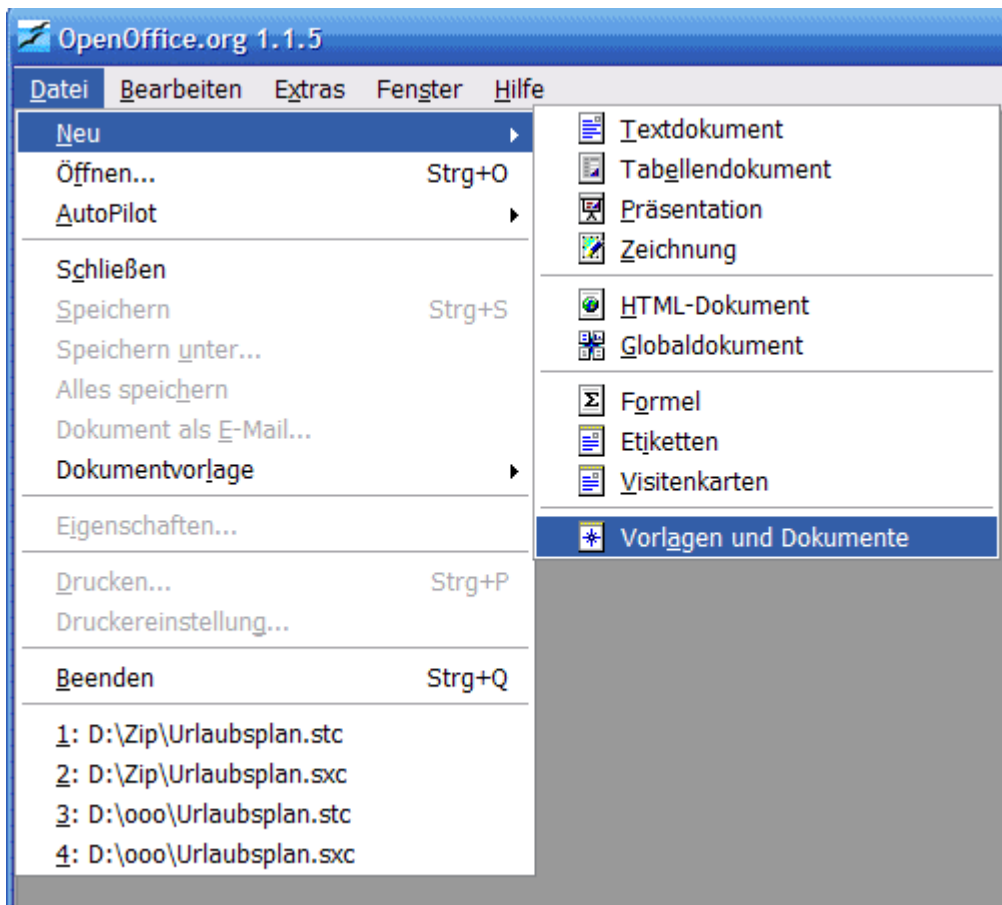 OpenOffice.org 1.1.5
Datei Bearbeiten Extras Fenster Hilfe
Neu
Öffnen... Strg+O
AutoPilot
Schließen
Speichern Strg+S
Speichern unter...
Alles speichern
Dokument als E-Mail...
Dokumentvorlage
Eigenschaften...
Drucken... Strg+P
Druckereinstellung...
Beenden Strg+Q
1: D:\Zip\Urlaubsplan.stc
2: D:\Zip\Urlaubsplan.sxc
3: D:\ooo\Urlaubsplan.stc
4: D:\ooo\Urlaubsplan.sxc
Textdokument
Tabellendokument
Präsentation
Zeichnung
HTML-Dokument
Globaldokument
Formel
Etiketten
Visitenkarten
Vorlagen und Dokumente